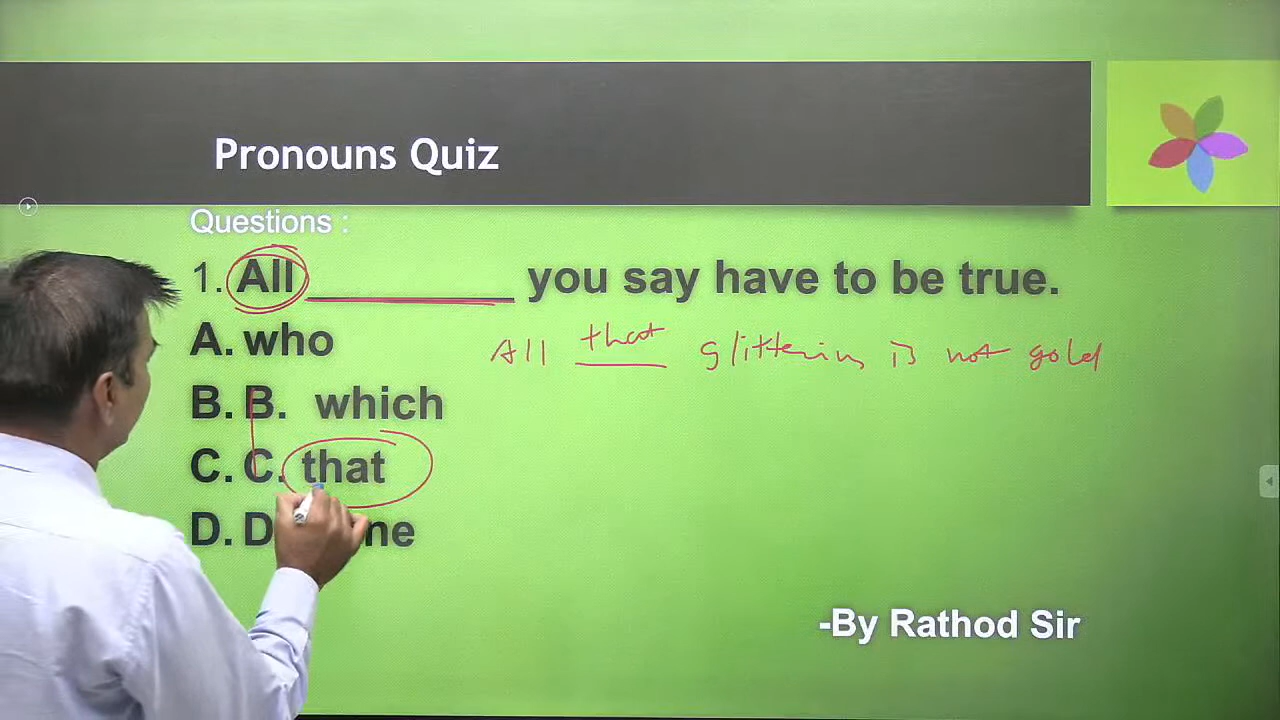 Pronouns Quiz
Questions :
1. All ___________ you say have to be true.
A. who
All that glittering is not gold
B. B. which
C. C. that
D. D
-By Rathod Sir